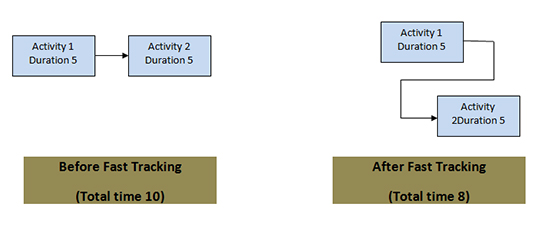 Activity 1
Duration 5
Activity 2
Duration 5
Before Fast Tracking
(Total time 10)
Activity 1
Duration 5
Activity
2Duration 5
After Fast Tracking
(Total time 8)